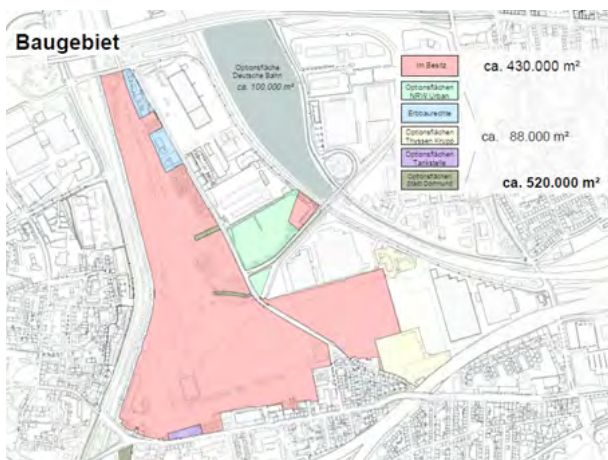 Baugebiet
Optionsfläche
Deutsche Bahn
ca. 100.000 m²
Im Besitz
ca. 430.000 m²
Optionsflächen
NRW.Urban
Erbbaurechte
Optionsflächen
Thyssen Krupp
ca. 88.000 m²
Optionsflächen
Tankstelle
Optionsflächen
Stadt Dortmund
ca. 520.000 m²